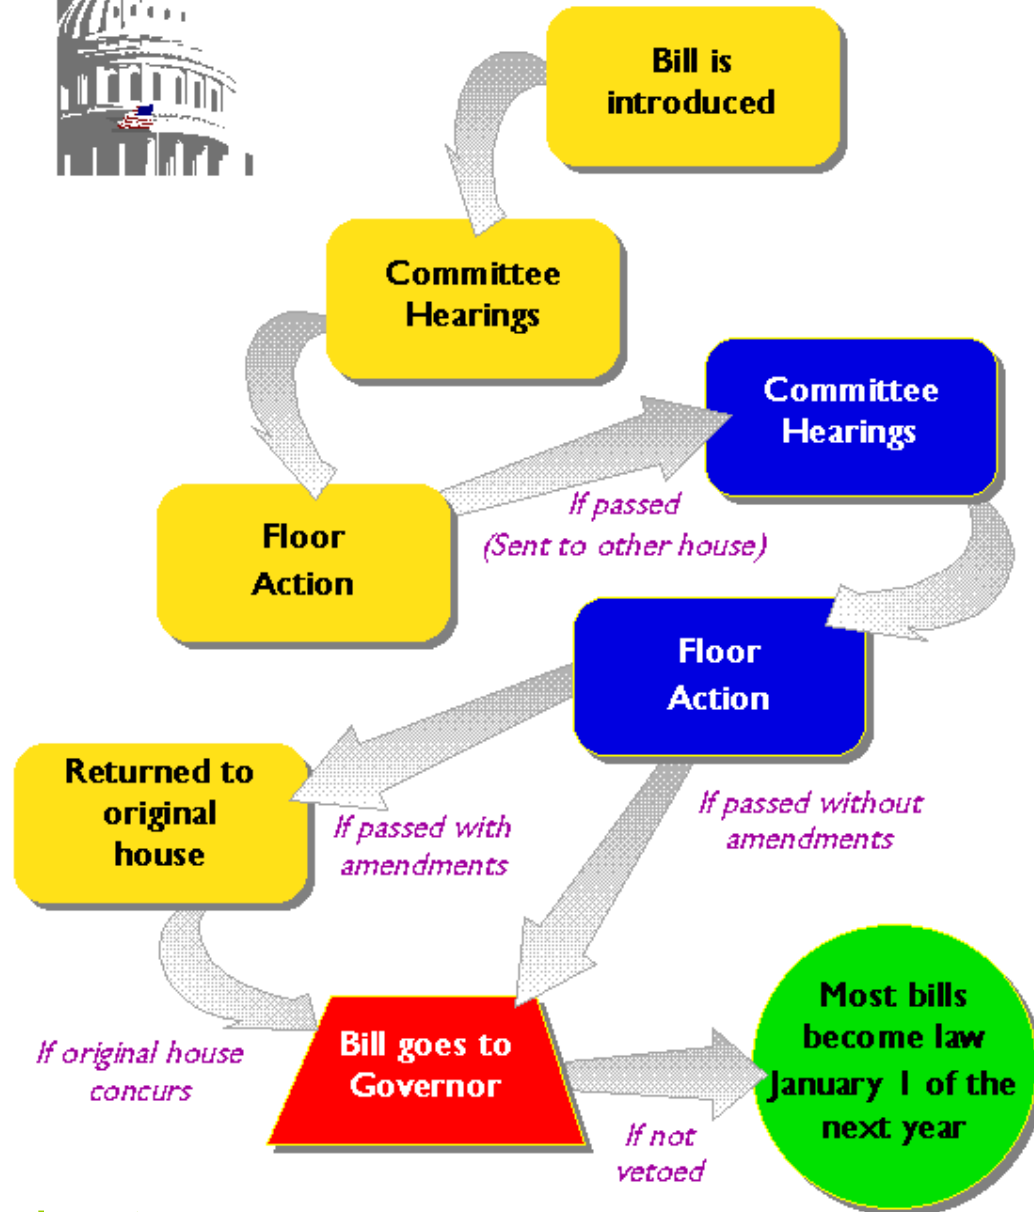 Bill is
introduced
Committee
Hearings
Committee
Hearings
If passed
(Sent to other house)
Floor
Action
Floor
Action
Returned to
original
house
If passed with
amendments
If passed without
amendments
If original house
concurs
Bill goes to
Governor
If not
vetoed
Most bills
become law
January 1 of the
next year